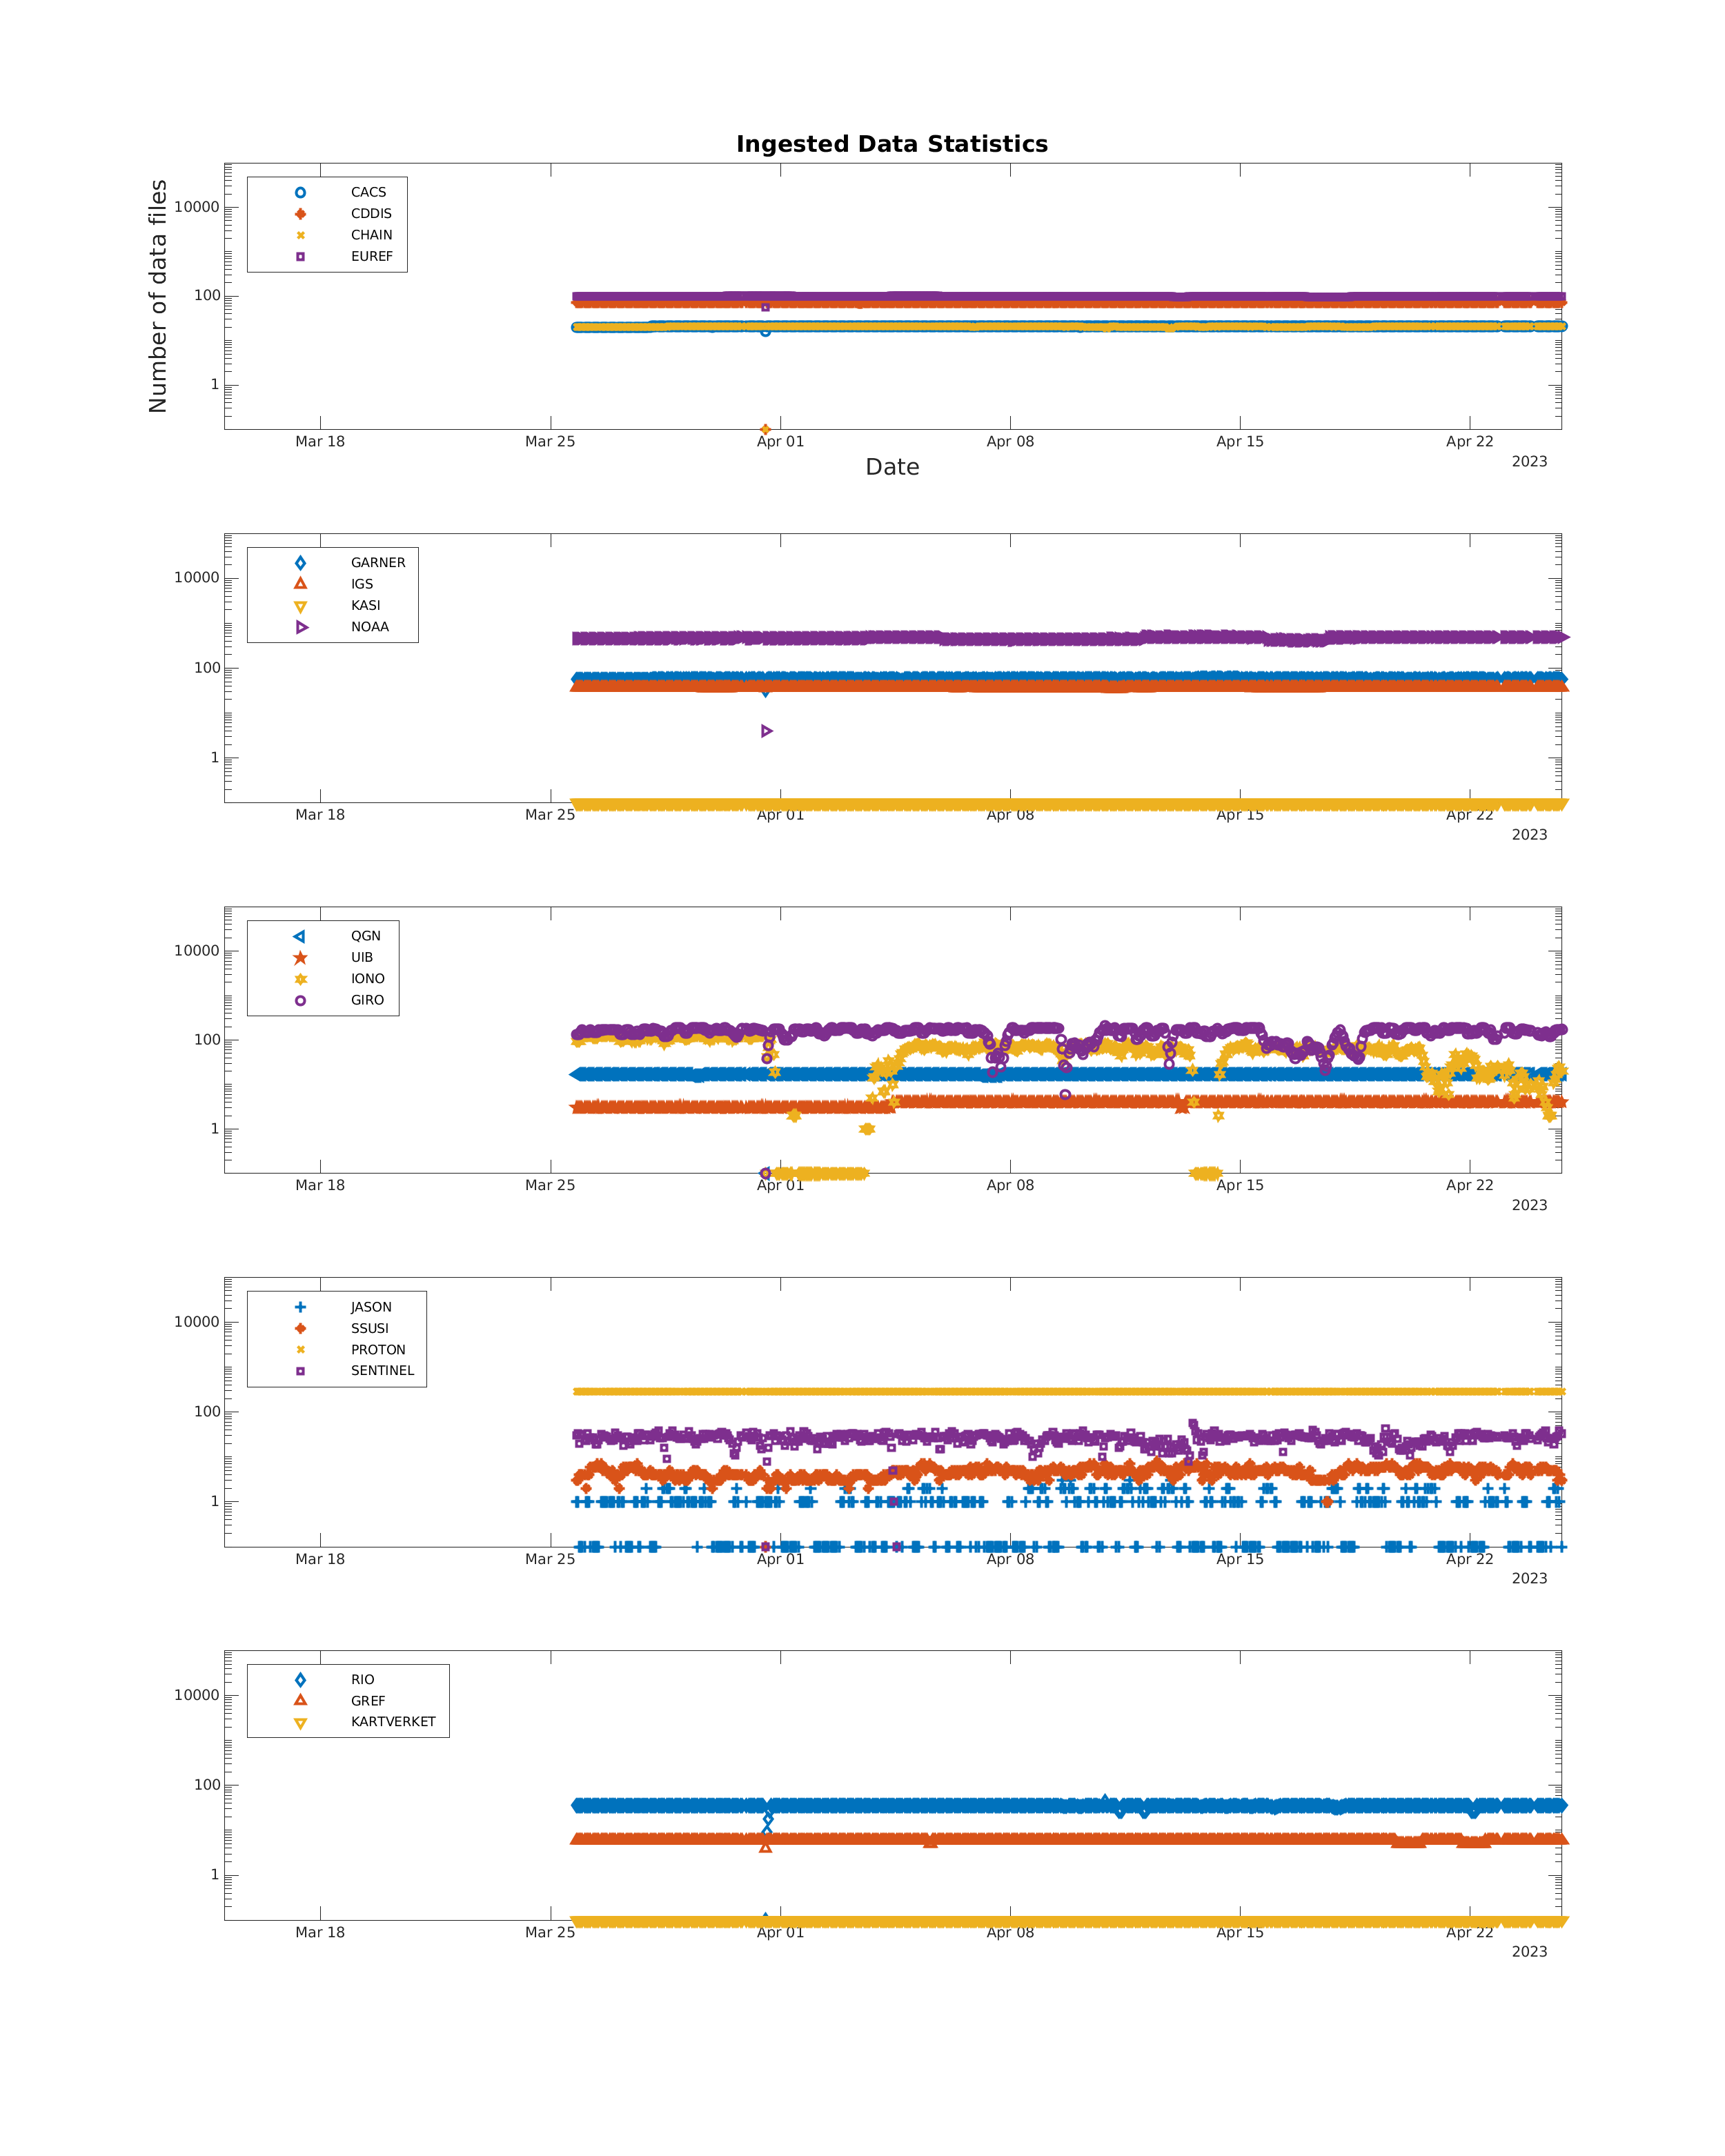 Ingested Data Statistics
Number of data files
10000
100
1
CACS
CDDIS
CHAIN
EUREF
Mar 18 Mar 25 Apr 01 Apr 08 Apr 15 Apr 22
2023
Date
10000
100
1
GARNER
IGS
KASI
NOAA
Mar 18 Mar 25 Apr 01 Apr 08 Apr 15 Apr 22
2023
10000
100
1
QGN
UIB
IONO
GIRO
Mar 18 Mar 25 Apr 01 Apr 08 Apr 15 Apr 22
2023
10000
100
1
JASON
SSUSI
PROTON
SENTINEL
Mar 18 Mar 25 Apr 01 Apr 08 Apr 15 Apr 22
2023
10000
100
1
RIO
GREF
KARTVERKET
Mar 18 Mar 25 Apr 01 Apr 08 Apr 15 Apr 22
2023